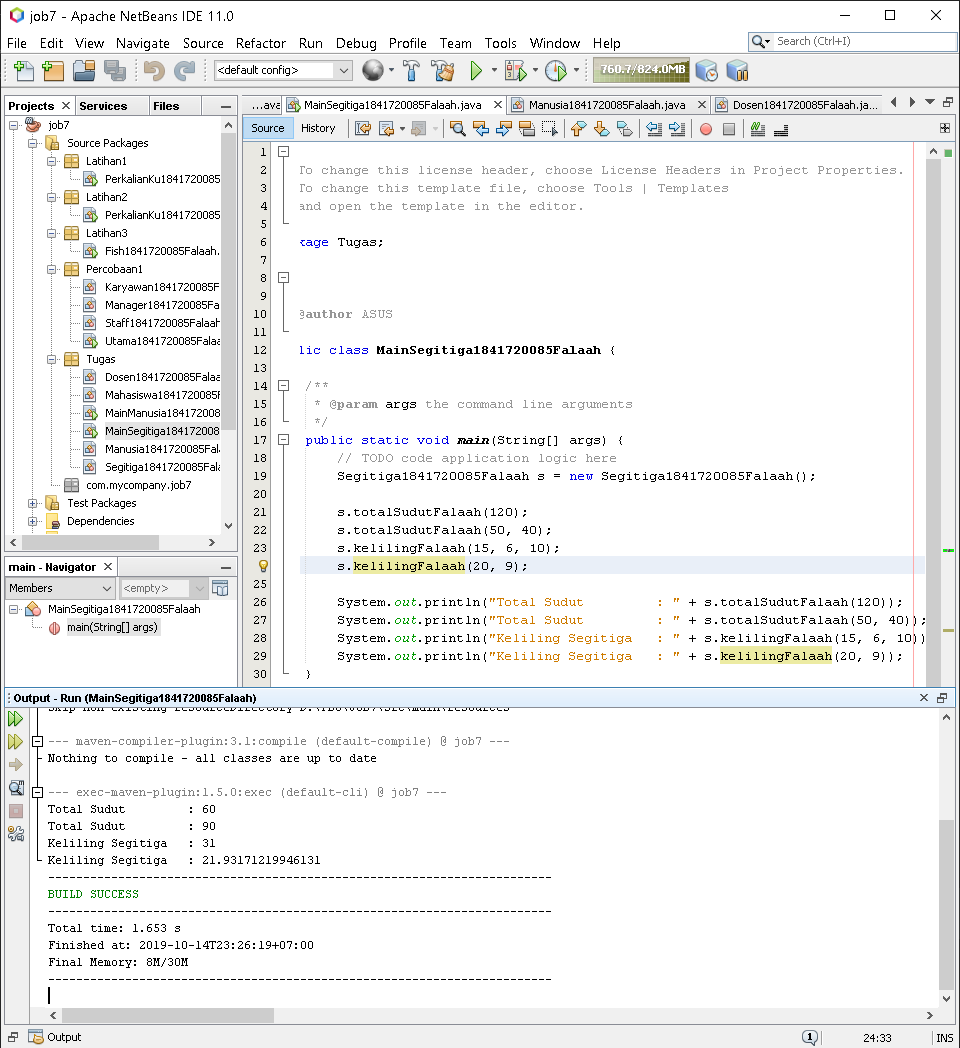 job7 - Apache NetBeans IDE 11.0
File Edit View Navigate Source Refactor Run Debug Profile Team Tools Window Help
Search (Ctrl+I)
<default config>
760.7/824.0MB
Projects Services Files
...ava MainSegitiga1841720085Falaah.java Manusia1841720085Falaah.java Dosen1841720085Falaah.ja...
Source History
job7
Source Packages
Latihan1
PerkalianKu1841720085
Latihan2
PerkalianKu1841720085
Latihan3
Fish1841720085Falaah.
Percobaan1
Karyawan1841720085F
Manager1841720085Fa
Staff1841720085Falaah
Utama1841720085Falaa
Tugas
Dosen1841720085Falaa
Mahasiswa1841720085F
MainManusia184172008
MainSegitiga184172008
Manusia1841720085Fal
Segitiga1841720085Fala
com.mycompany.job7
Test Packages
Dependencies
main - Navigator
Members <empty>
MainSegitiga1841720085Falaah
main(String[] args)
1
2 To change this license header, choose License Headers in Project Properties.
3 To change this template file, choose Tools | Templates
4 and open the template in the editor.
5
6 kage Tugas;
7
8
9
10 @author ASUS
11
12 lic class MainSegitiga1841720085Falaah {
13
14 /**
15 * @param args the command line arguments
16 */
17 public static void main(String[] args) {
18 // TODO code application logic here
19 Segitiga1841720085Falaah s = new Segitiga1841720085Falaah();
20
21 s.totalSudutFalaah(120);
22 s.totalSudutFalaah(50, 40);
23 s.kelilingFalaah(15, 6, 10);
s.kelilingFalaah(20, 9);
25
26 System.out.println("Total Sudut : " + s.totalSudutFalaah(120));
27 System.out.println("Total Sudut : " + s.totalSudutFalaah(50, 40));
28 System.out.println("Keliling Segitiga : " + s.kelilingFalaah(15, 6, 10))
29 System.out.println("Keliling Segitiga : " + s.kelilingFalaah(20, 9));
30 }
Output - Run (MainSegitiga1841720085Falaah)
skip non existing resourceDirectory D:\PBO\Job7\src\main\resources
--- maven-compiler-plugin:3.1:compile (default-compile) @ job7 ---
Nothing to compile - all classes are up to date
--- exec-maven-plugin:1.5.0:exec (default-cli) @ job7 ---
Total Sudut : 60
Total Sudut : 90
Keliling Segitiga : 31
Keliling Segitiga : 21.93171219946131
------------------------------------------------------------------------
BUILD SUCCESS
------------------------------------------------------------------------
Total time: 1.653 s
Finished at: 2019-10-14T23:26:19+07:00
Final Memory: 8M/30M
------------------------------------------------------------------------
Output
1 24:33 INS